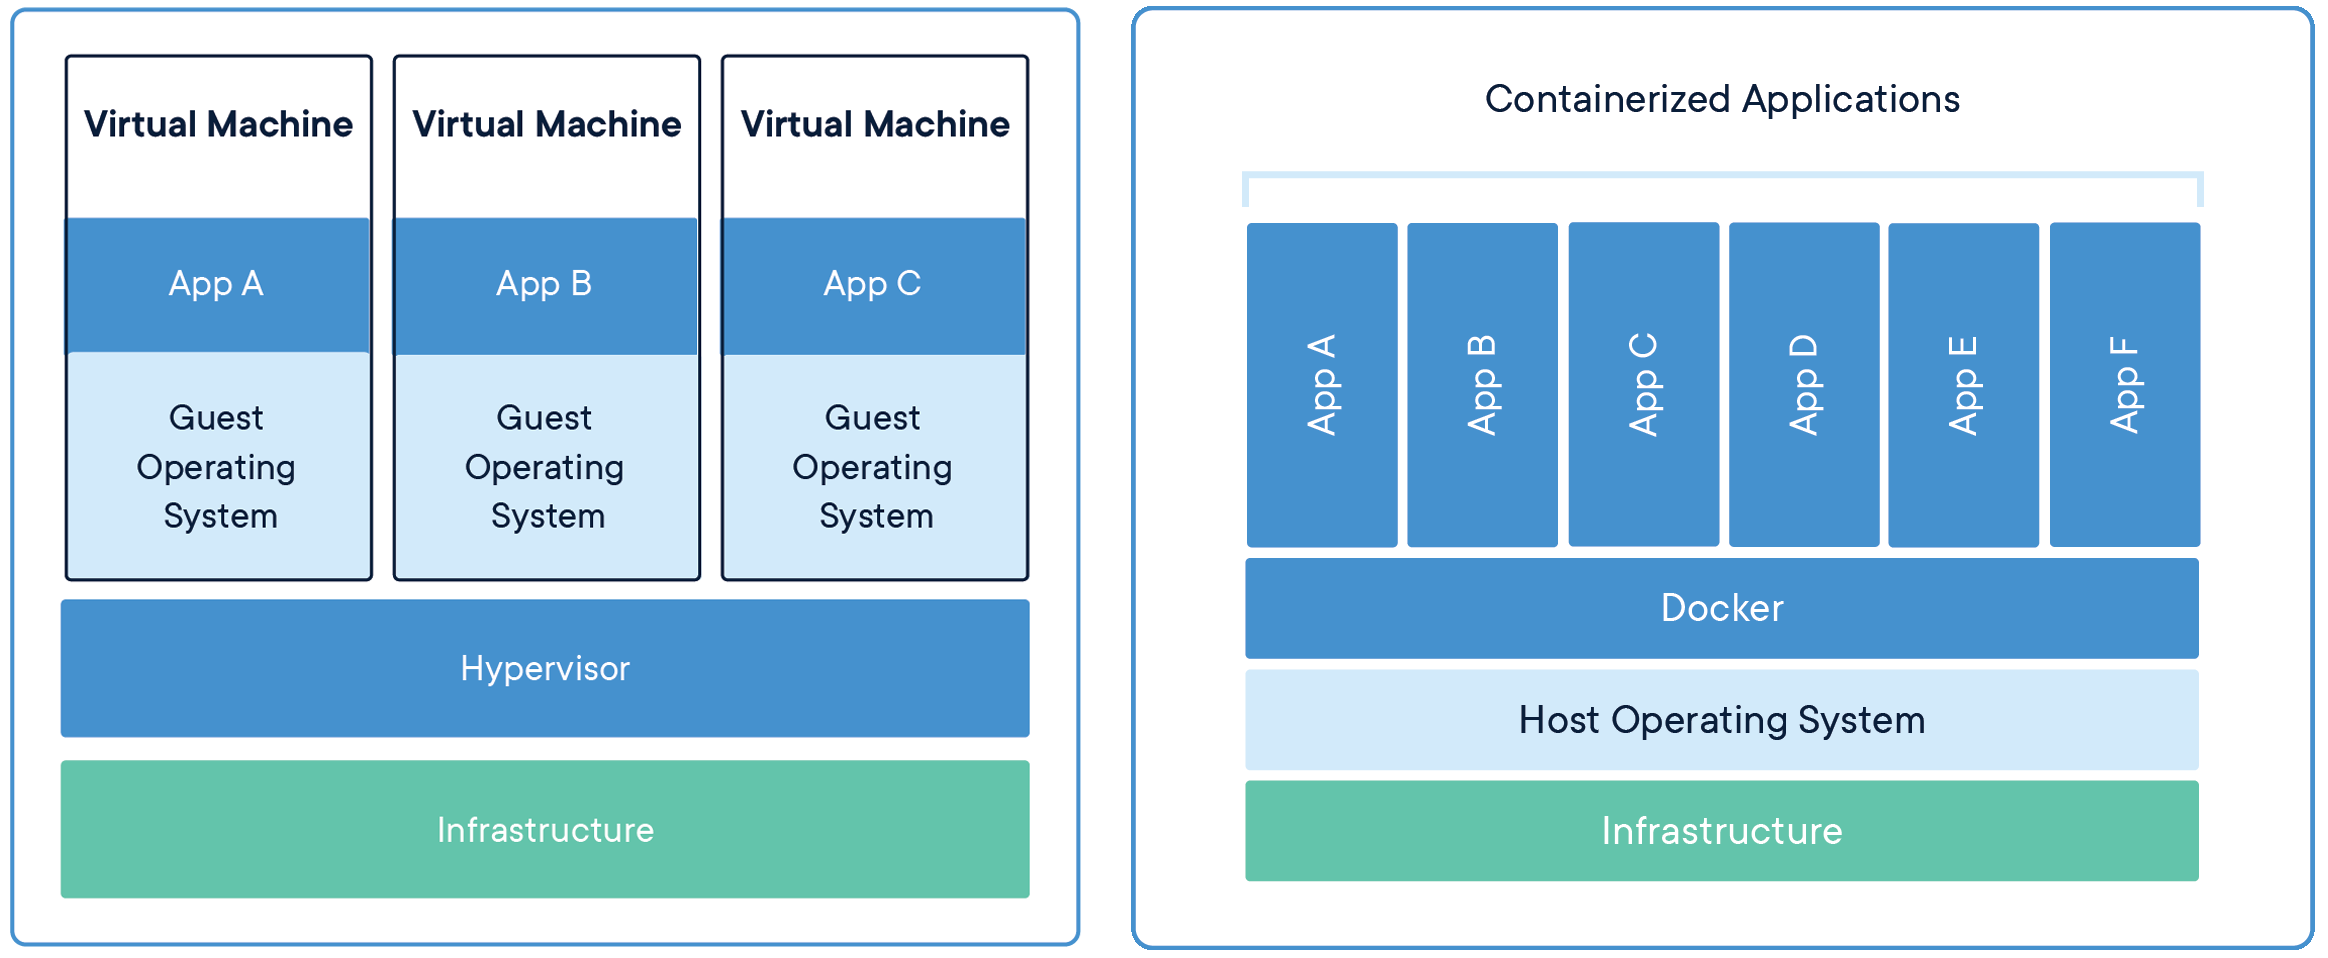 Virtual Machine
App A
Guest
Operating
System
Virtual Machine
App B
Guest
Operating
System
Virtual Machine
App C
Guest
Operating
System
Hypervisor
Infrastructure
Containerized Applications
App A
App B
App C
App D
App E
App F
Docker
Host Operating System
Infrastructure